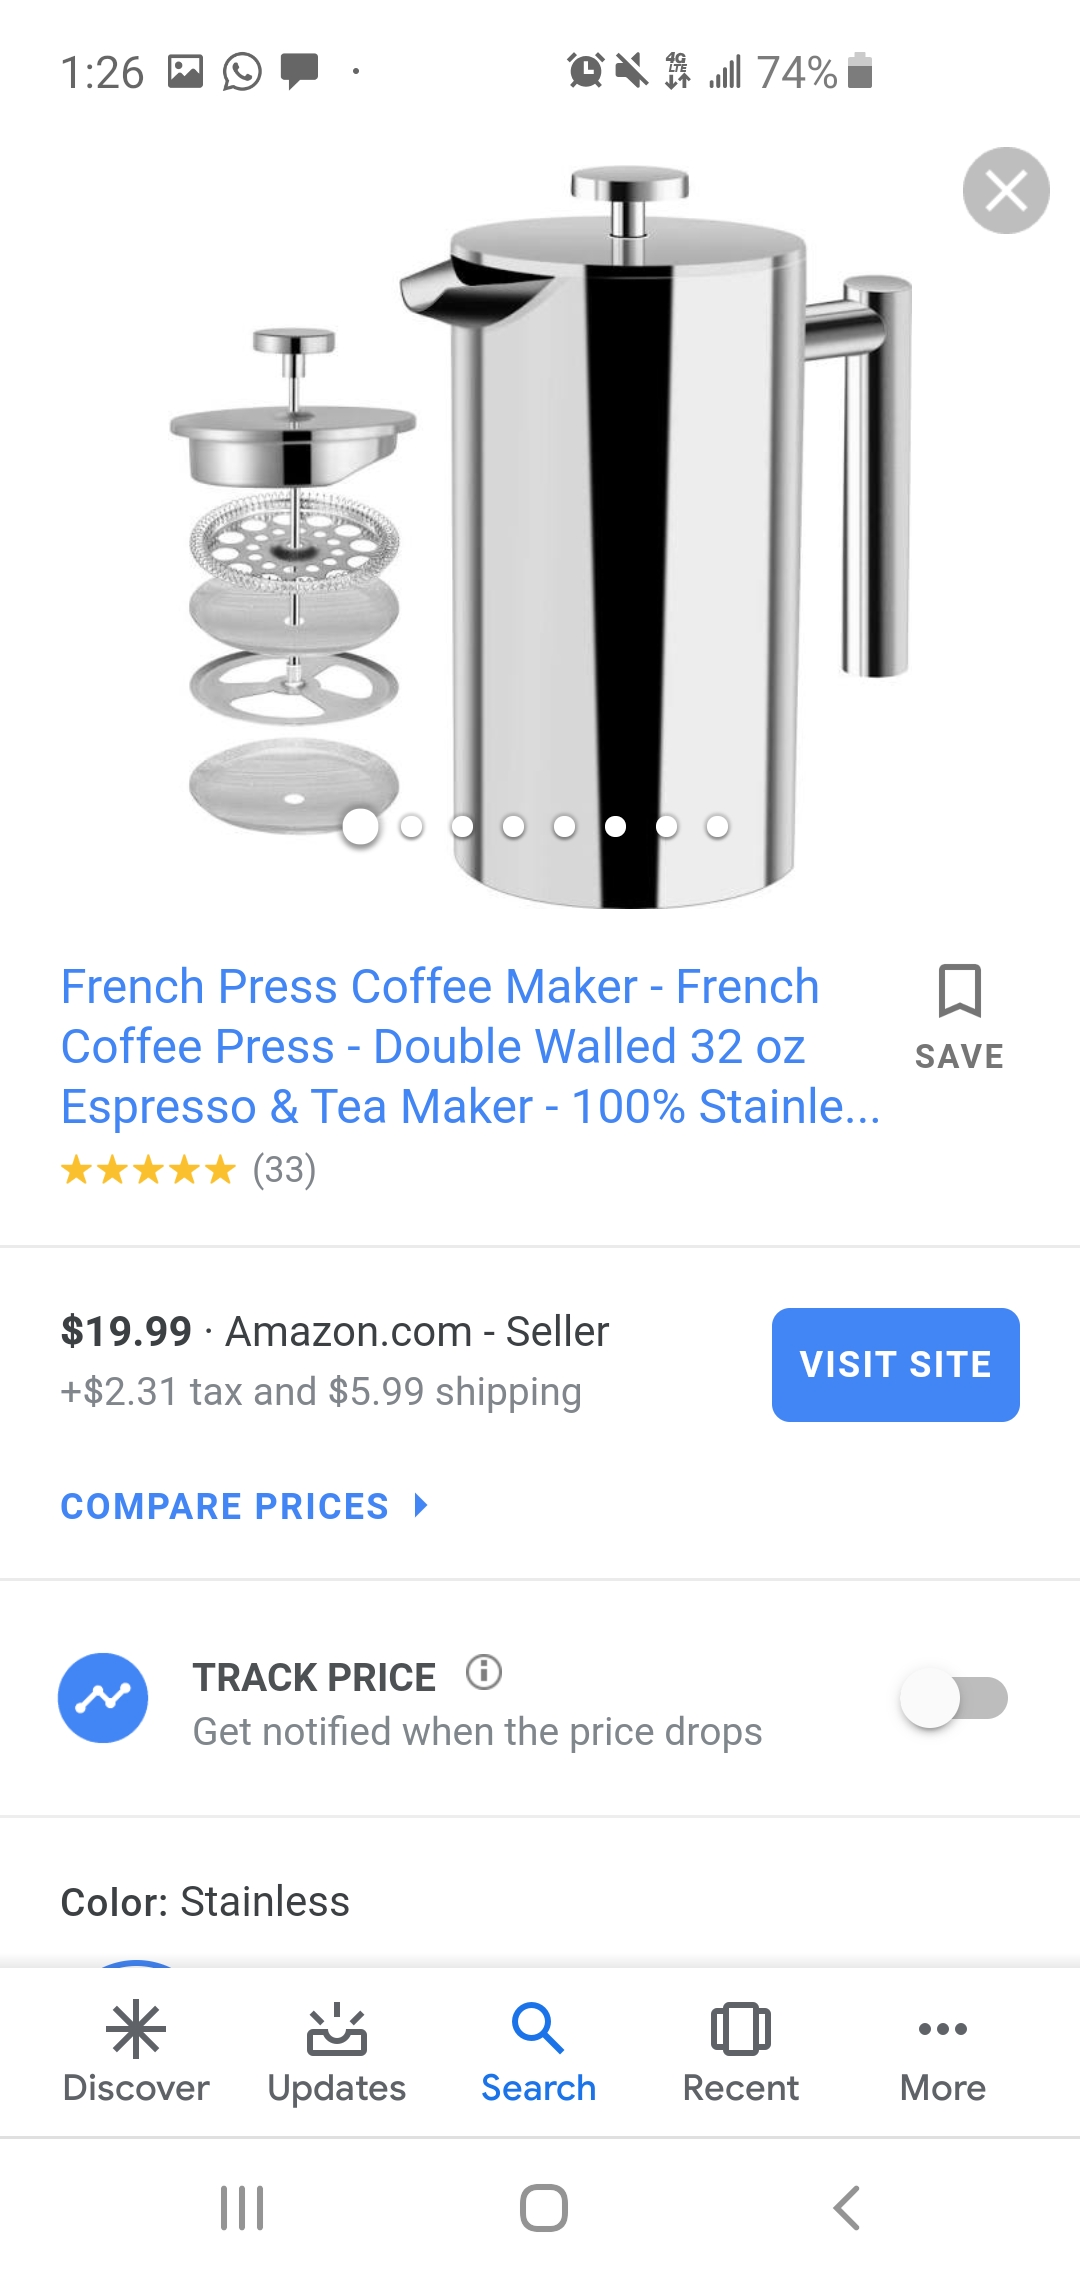 1:26
4G
LTE
74%
French Press Coffee Maker - French
Coffee Press - Double Walled 32 oz
Espresso & Tea Maker - 100% Stainle...
SAVE
(33)
$19.99 · Amazon.com - Seller
+$2.31 tax and $5.99 shipping
VISIT SITE
COMPARE PRICES
TRACK PRICE
Get notified when the price drops
Color: Stainless
Discover
Updates
Search
Recent
More